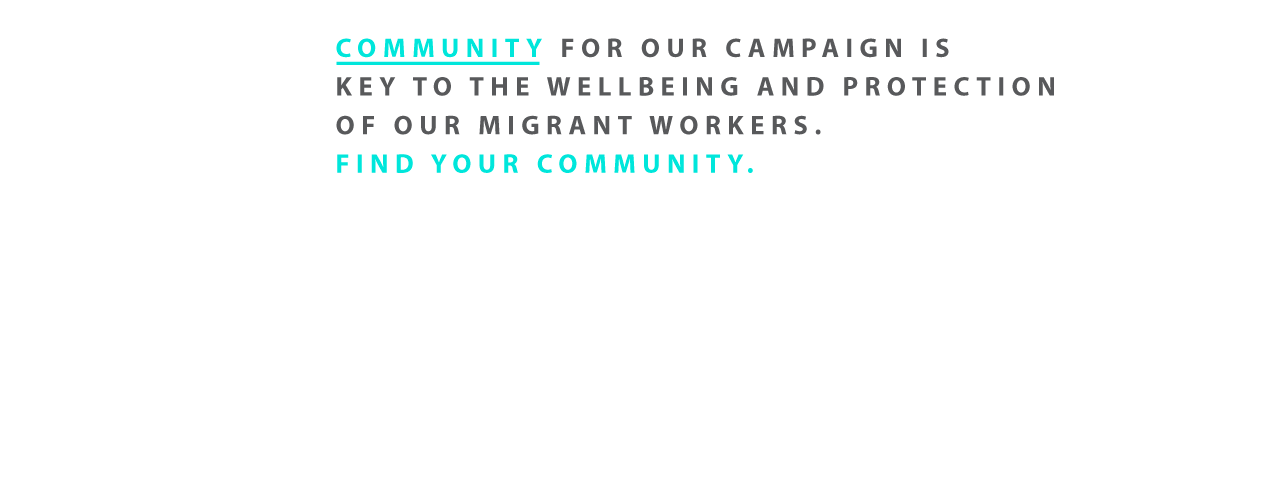 COMMUNITY FOR OUR CAMPAIGN IS
KEY TO THE WELLBEING AND PROTECTION
OF OUR MIGRANT WORKERS.
FIND YOUR COMMUNITY.